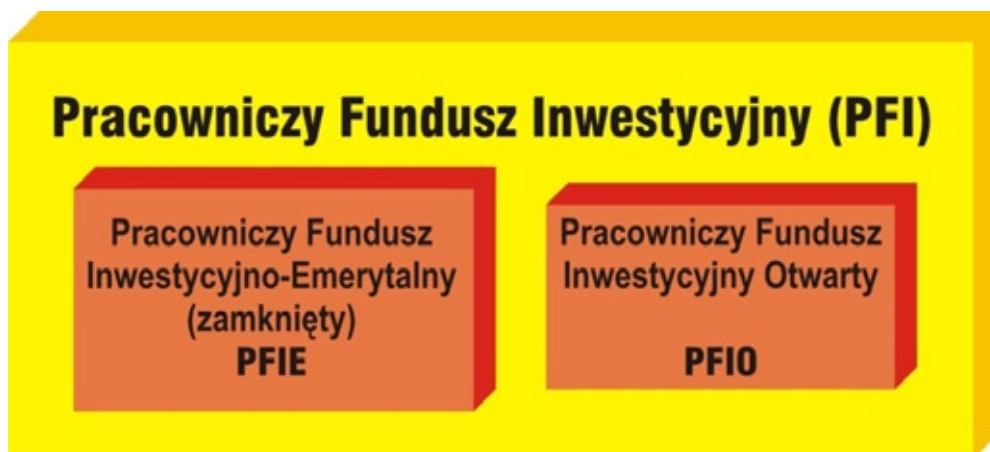 Pracowniczy Fundusz Inwestycyjny (PFI)
Pracowniczy Fundusz
Inwestycyjno-Emerytalny
(zamknięty)
PFIE
Pracowniczy Fundusz
Inwestycyjny Otwarty
PFIO